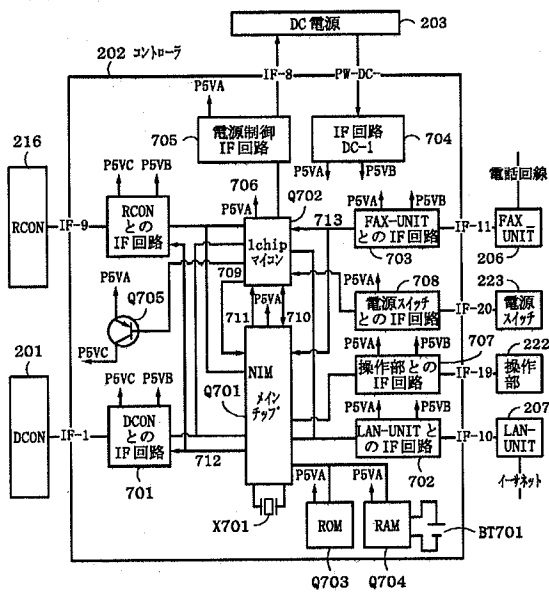 DC電源
203
202 コントローラ
IF-8
PW-DC-
P5VA
電源制御
IF回路
705
IF回路
DC-1
704
P5VA
P5VB
216
RCON
IF-9
P5VC
P5VB
RCON
との
IF回路
706
P5VA
Q702
1chip
マイコン
713
P5VA
P5VB
FAX-UNIT
とのIF回路
703
IF-11
電話回線
FAX
UNIT
206
709
711
P5VA
710
P5VA
708
電源スイッチ
とのIF回路
IF-20
223
電源
スイッチ
P5VA
Q705
P5VC
P5VA
P5VB
707
操作部との
IF回路
IF-19
222
操作部
201
DCON
IF-1
P5VC
P5VB
DCON
との
IF回路
701
Q701
NIM
メイン
チップ
712
P5VA
P5VB
LAN-UNITと
のIF回路
702
IF-10
207
LAN-
UNIT
イーサネット
X701
P5VA
ROM
Q703
P5VA
RAM
Q704
BT701